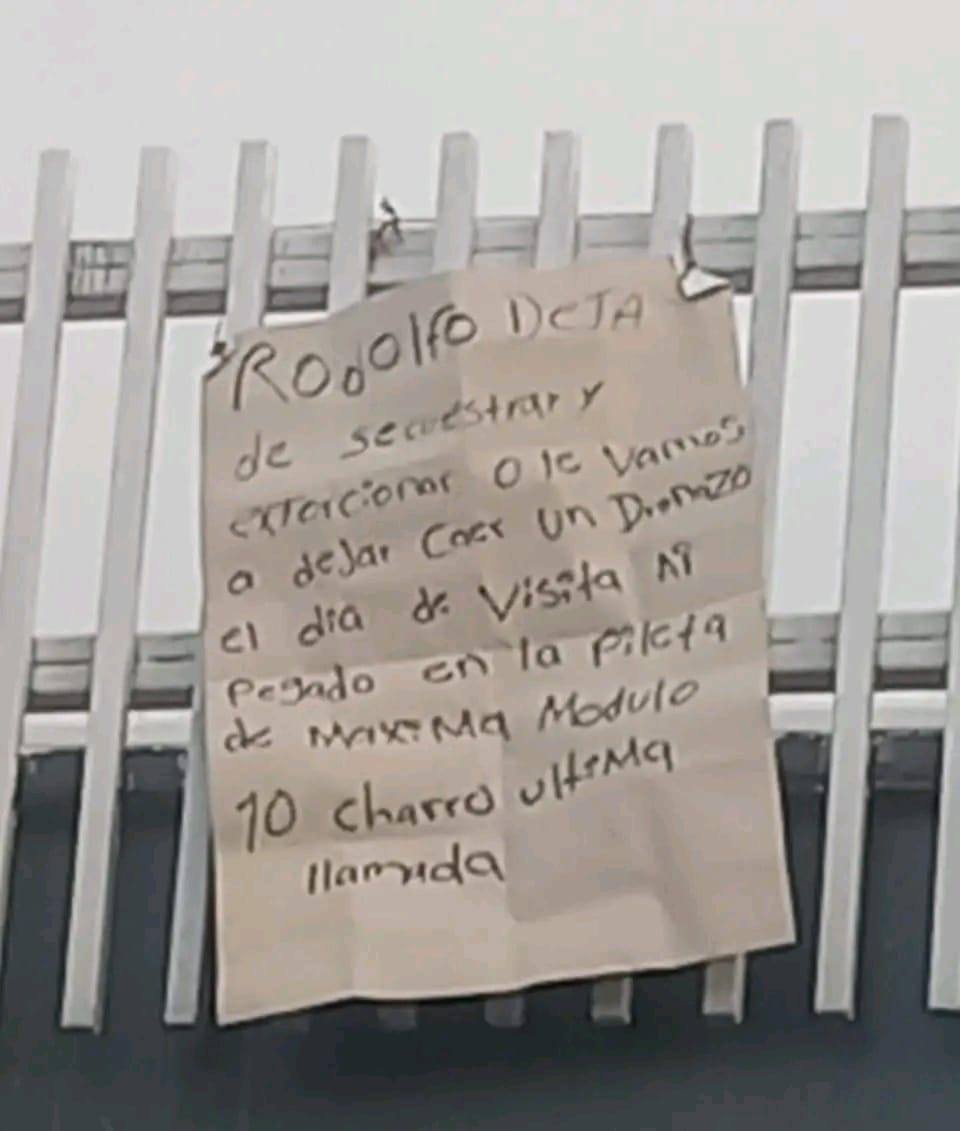 RodolfO DeJA
de secuestrar y
exTorcionar O le vamos
a deJar Caer Un Dronazo
el dia de Visita Ni
Pegado en la Pileta
de MaxiMa Modulo
10 charro ultiMa
llamada